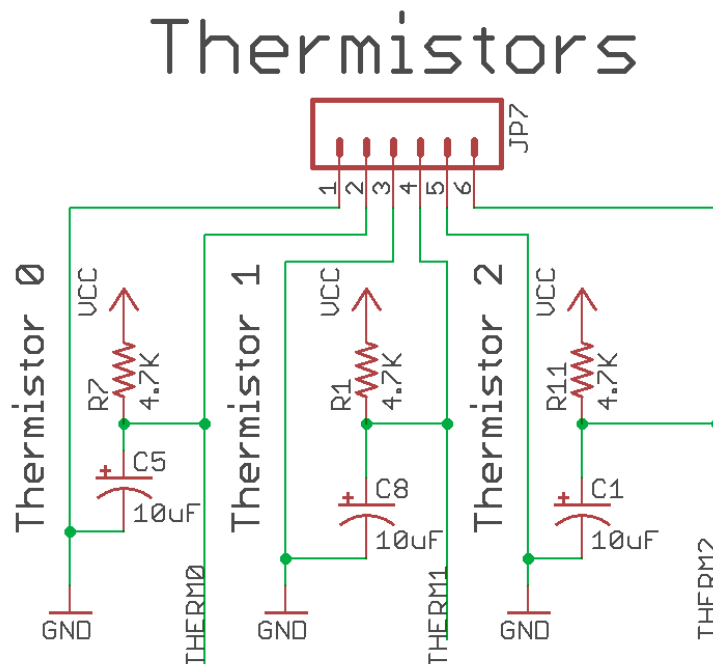 Thermistors
JP7
1 2 3 4 5 6
Thermistor 0
VCC
R7
4.7K
C5
10uF
GND
THERM0
Thermistor 1
VCC
R1
4.7K
C8
10uF
GND
THERM1
Thermistor 2
VCC
R11
4.7K
C1
10uF
GND
THERM2